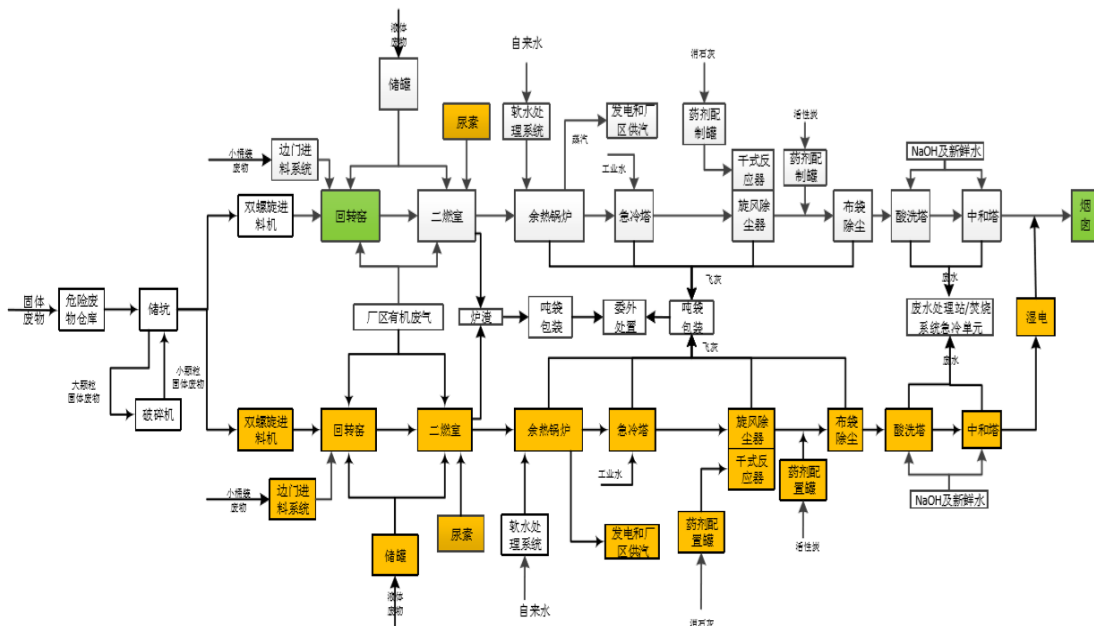 液体
废物
自来水
消石灰
储罐
尿素
软水处
理系统
发电和厂
区供汽
药剂配
制罐
活性炭
蒸汽
小桶装
废物
边门进
料系统
工业水
干式反
应器
药剂配
制罐
NaOH及新鲜水
双螺旋进
料机
回转窑
二燃室
余热锅炉
急冷塔
旋风除
尘器
布袋
除尘
酸洗塔
中和塔
烟
囱
废水
固体
废物
危险废
物仓库
储坑
厂区有机废气
炉渣
吨袋
包装
委外
处置
飞灰
吨袋
包装
飞灰
废水处理站/焚烧
系统急冷单元
废水
湿电
大颗粒
固体废物
小颗粒
固体废物
破碎机
双螺旋进
料机
回转窑
二燃室
余热锅炉
急冷塔
旋风除
尘器
干式反
应器
布袋
除尘
酸洗塔
中和塔
小桶装
废物
边门进
料系统
工业水
药剂配
置罐
NaOH及新鲜水
储罐
尿素
软水处
理系统
发电和厂
区供汽
药剂配
置罐
活性炭
液体
废物
自来水
消石灰